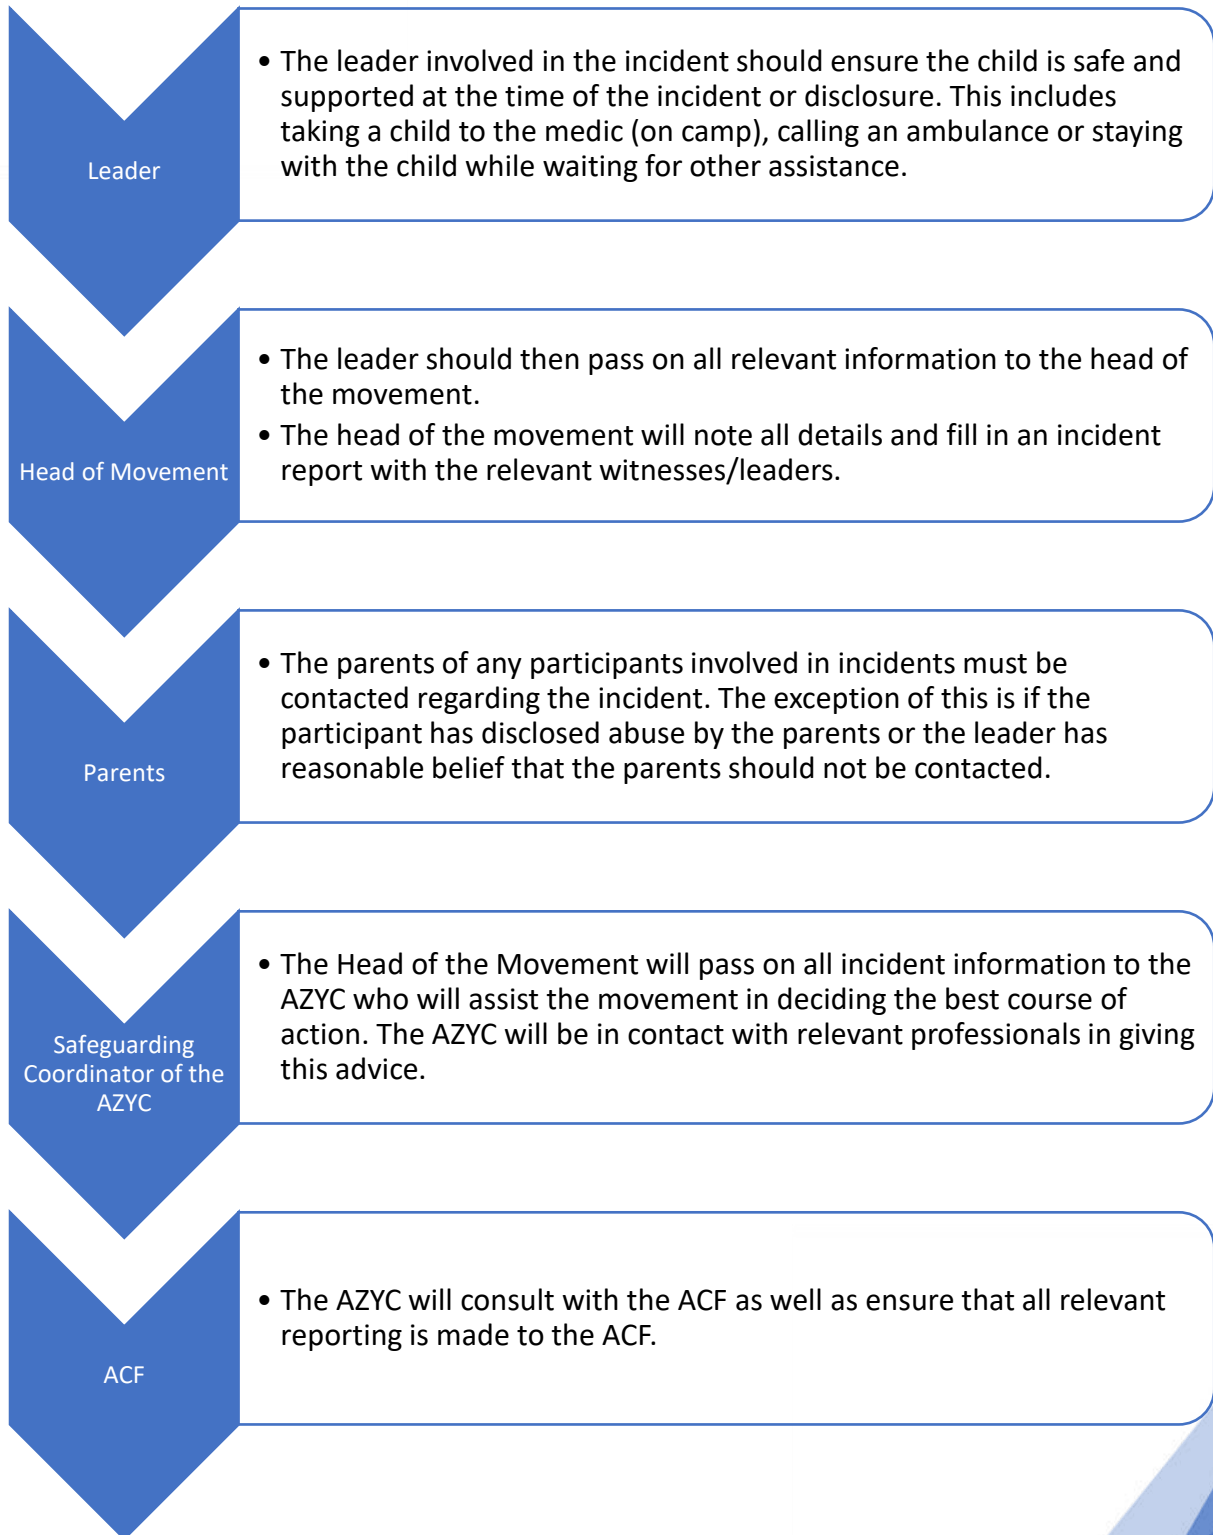 Leader
• The leader involved in the incident should ensure the child is safe and
supported at the time of the incident or disclosure. This includes
taking a child to the medic (on camp), calling an ambulance or staying
with the child while waiting for other assistance.
Head of Movement
• The leader should then pass on all relevant information to the head of
the movement.
• The head of the movement will note all details and fill in an incident
report with the relevant witnesses/leaders.
Parents
• The parents of any participants involved in incidents must be
contacted regarding the incident. The exception of this is if the
participant has disclosed abuse by the parents or the leader has
reasonable belief that the parents should not be contacted.
Safeguarding
Coordinator of the
AZYC
• The Head of the Movement will pass on all incident information to the
AZYC who will assist the movement in deciding the best course of
action. The AZYC will be in contact with relevant professionals in giving
this advice.
ACF
• The AZYC will consult with the ACF as well as ensure that all relevant
reporting is made to the ACF.